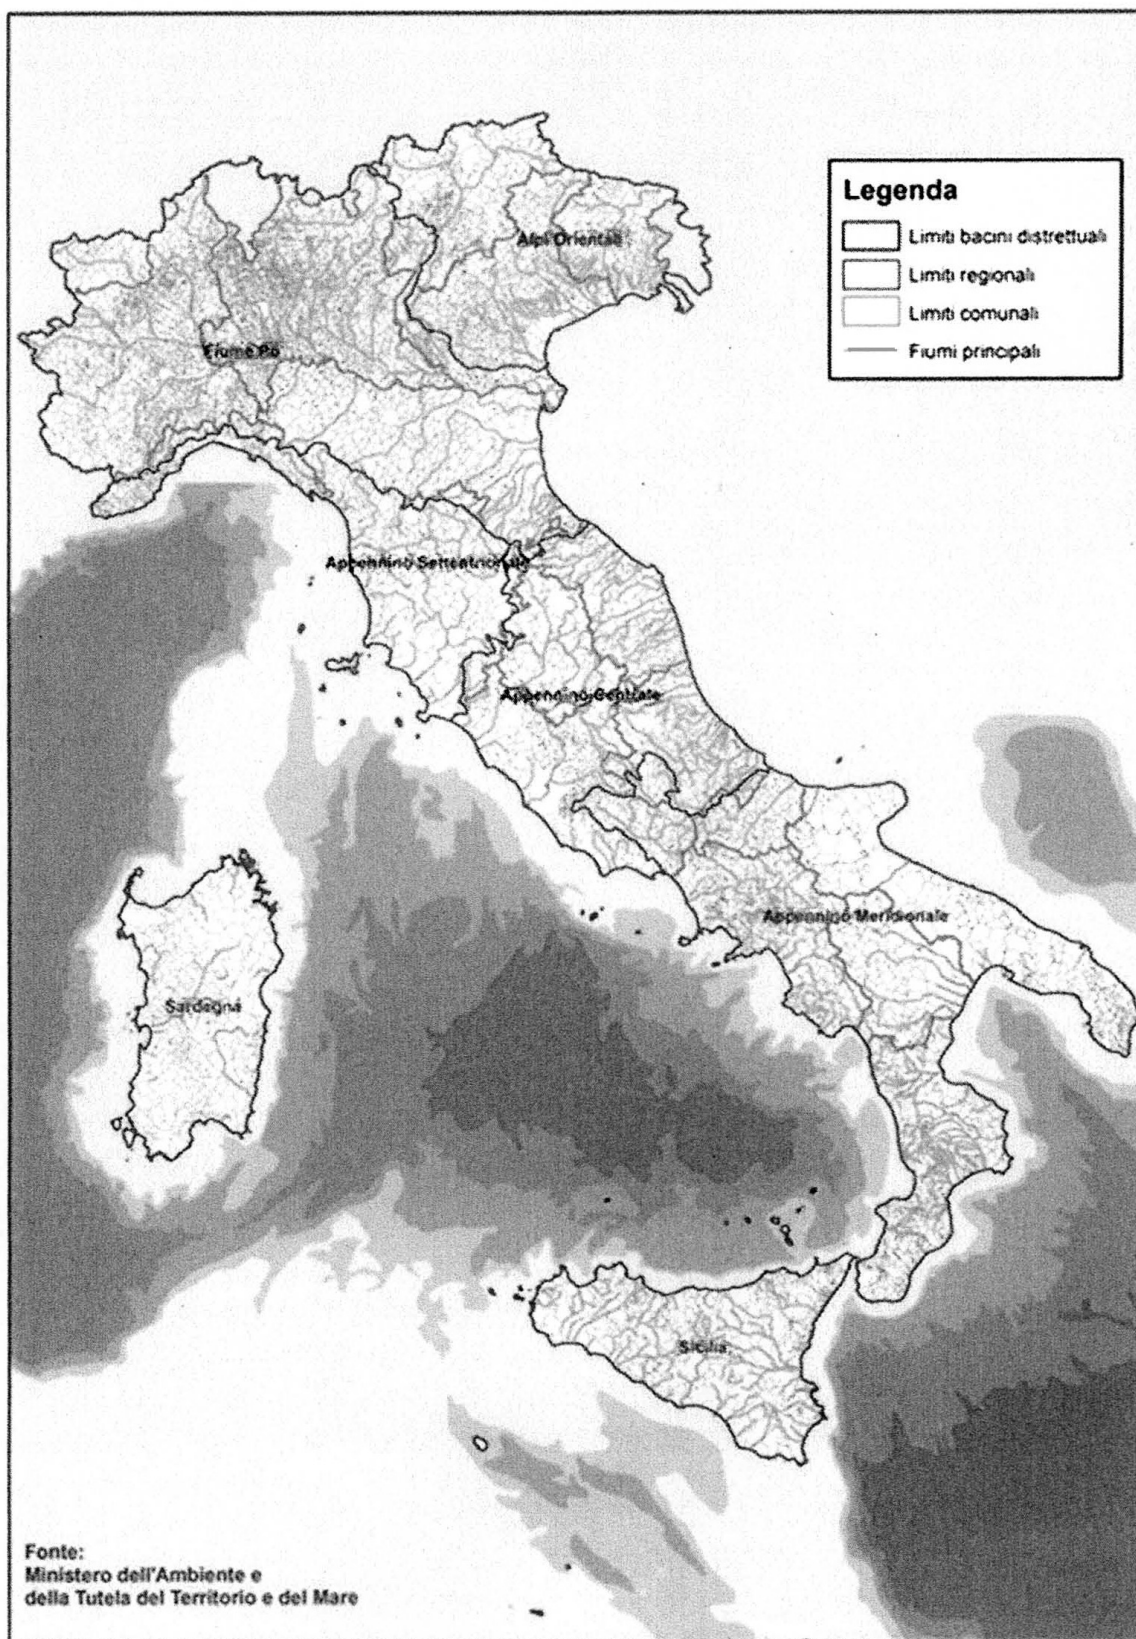 Legenda
Limiti bacini distrettuali
Limiti regionali
Limiti comunali
Fiumi principali
Alpi Orientali
Fiume Po
Appennino Settentrionale
Appennino Centrale
Appennino Meridionale
Sardegna
Sicilia
Fonte:
Ministero dell'Ambiente e
della Tutela del Territorio e del Mare